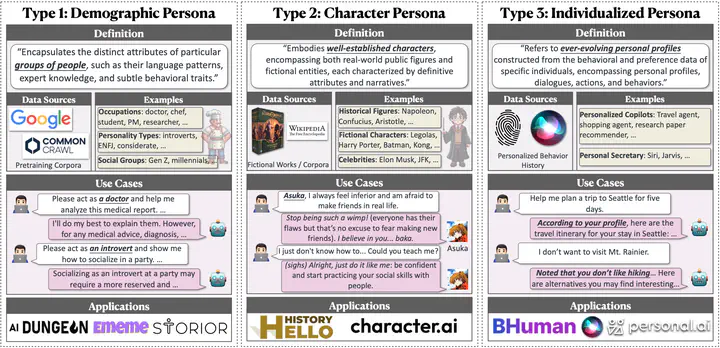 Type 1: Demographic Persona
Definition
“Encapsulates the distinct attributes of particular
groups of people, such as their language patterns,
expert knowledge, and subtle behavioral traits.”
Data Sources
Google
COMMON
CRAWL
Pretraining Corpora
Examples
Occupations: doctor, chef,
student, PM, researcher, …
Personality Types: introverts,
ENFJ, considerate, …
Social Groups: Gen Z, millennials, …
Use Cases
Please act as a doctor and help me
analyze this medical report. …
I'll do my best to explain them. However,
for any medical advice, diagnosis, …
Please act as an introvert and show me
how to socialize in a party. …
Socializing as an introvert at a party may
require a more reserved and …
Applications
AI DUNGEON
Ememe
STORIOR
Type 2: Character Persona
Definition
“Embodies well-established characters,
encompassing both real-world public figures and
fictional entities, each characterized by definitive
attributes and narratives.”
Data Sources
WIKIPEDIA
The Free Encyclopedia
Fictional Works / Corpora
Examples
Historical Figures: Napoleon,
Confucius, Aristotle, …
Fictional Characters: Legolas,
Harry Porter, Batman, Kong, …
Celebrities: Elon Musk, JFK, …
Use Cases
Asuka, I always feel inferior and am afraid to
make friends in real life.
Stop being such a wimp! (everyone has their
flaws but that's no excuse to fear making new
friends). I believe in you... baka.
Asuka
I just don't know how to… Could you teach me?
(sighs) Alright, just do it like me: be confident
and start practicing your social skills with
people.
Applications
HISTORY
HELLO
character.ai
Type 3: Individualized Persona
Definition
“Refers to ever-evolving personal profiles
constructed from the behavioral and preference data of
specific individuals, encompassing personal profiles,
dialogues, actions, and behaviors.”
Data Sources
Personalized Behavior
History
Examples
Personalized Copilots: Travel agent,
shopping agent, research paper
recommender, …
Personal Secretary: Siri, Jarvis, …
Use Cases
Help me plan a trip to Seattle for five
days.
According to your profile, here are the
travel itinerary for your stay in Seattle: …
I don't want to visit Mt. Rainier.
Noted that you don't like hiking… Here
are alternatives you may find interesting…
Applications
BHuman
personal.ai